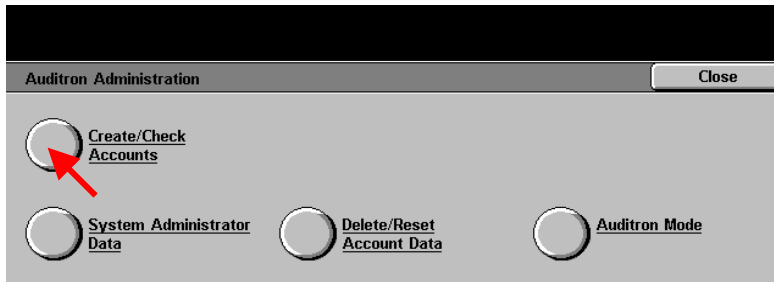 Auditron Administration
Close
Create/Check
Accounts
System Administrator
Data
Delete/Reset
Account Data
Auditron Mode